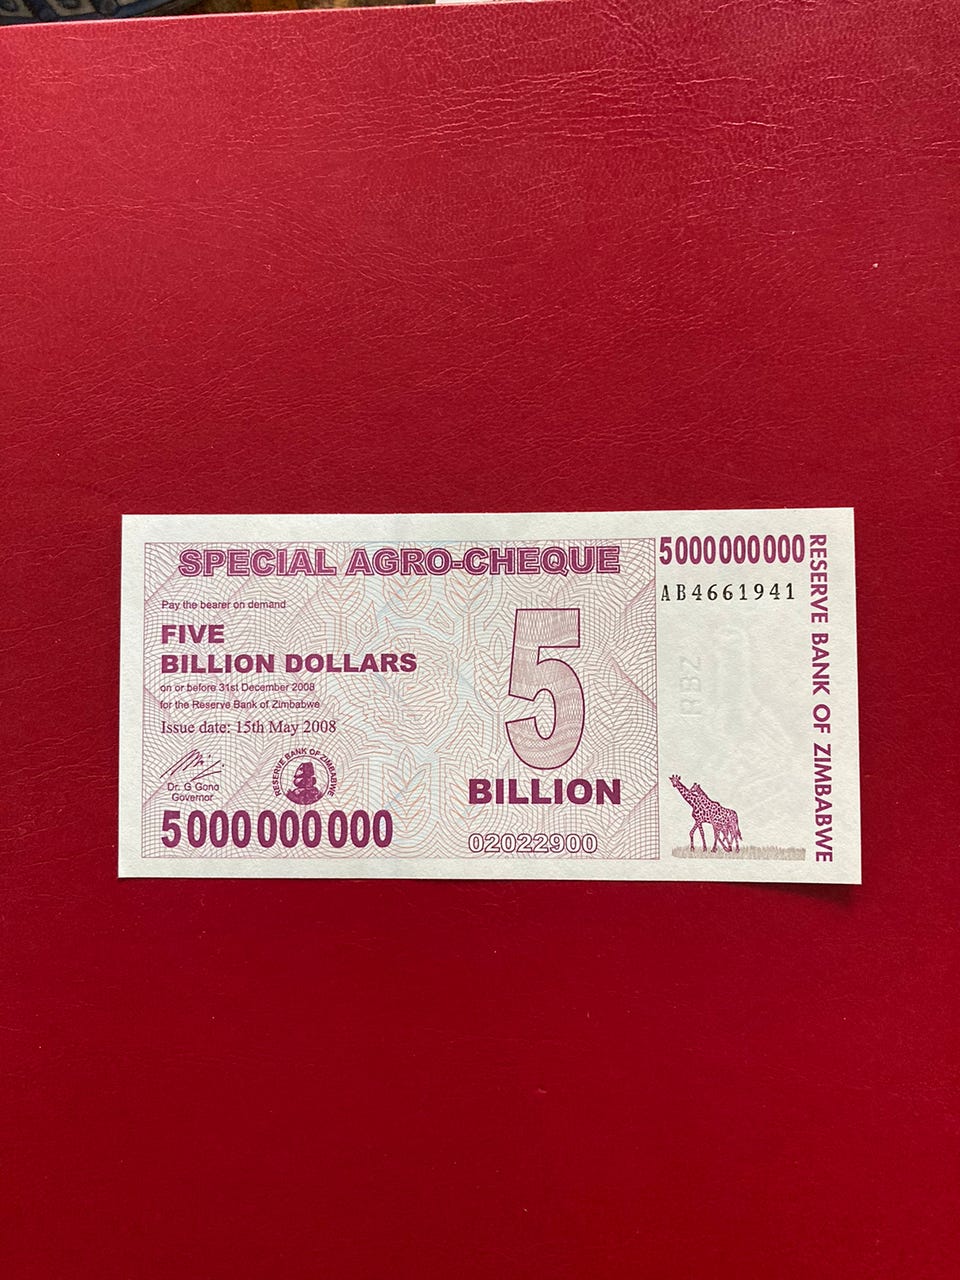 SPECIAL AGRO-CHEQUE
Pay the bearer on demand
FIVE
BILLION DOLLARS
on or before 31st December 2008
for the Reserve Bank of Zimbabwe
Issue date: 15th May 2008
Dr. G Gono
Governor
RESERVE BANK OF ZIMBABWE
5000000000
5
BILLION
02022900
5000000000
AB4661941
RBZ
RESERVE BANK OF ZIMBABWE